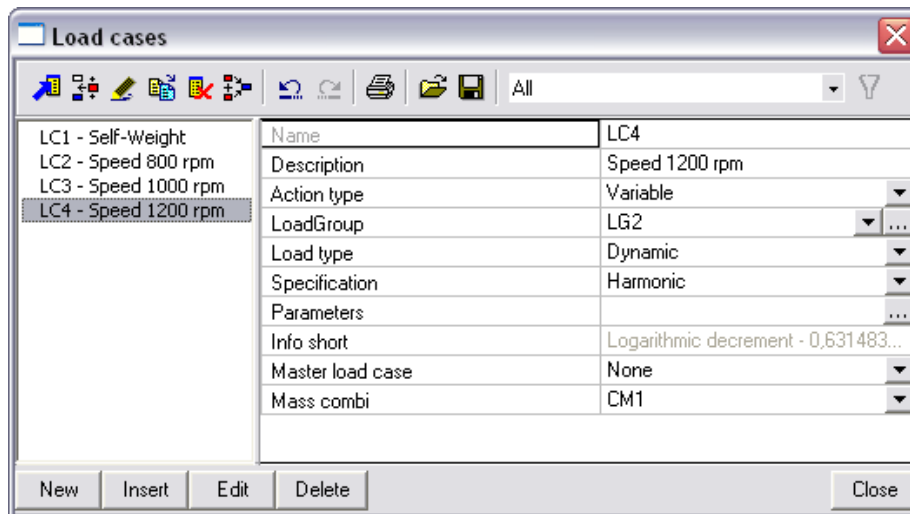 Load cases
All
LC1 - Self-Weight
LC2 - Speed 800 rpm
LC3 - Speed 1000 rpm
LC4 - Speed 1200 rpm
Name LC4
Description Speed 1200 rpm
Action type Variable
LoadGroup LG2 ...
Load type Dynamic
Specification Harmonic
Parameters ...
Info short Logarithmic decrement - 0,631483...
Master load case None
Mass combi CM1
New Insert Edit Delete Close